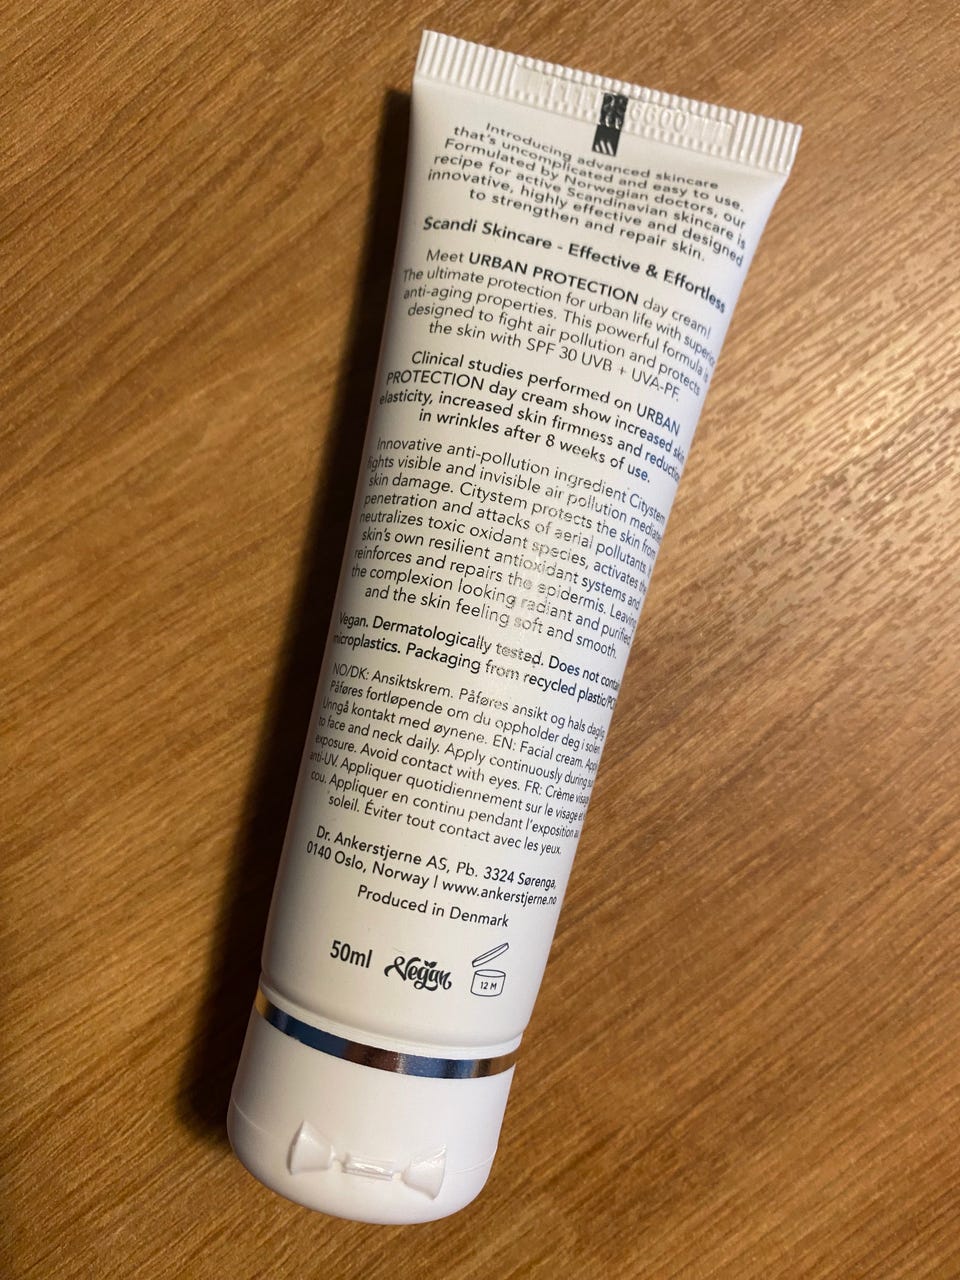 6600
Introducing advanced skincare
that's uncomplicated and easy to use.
Formulated by Norwegian doctors, our
recipe for active Scandinavian skincare is
innovative, highly effective and designed
to strengthen and repair skin.
Scandi Skincare - Effective & Effortless
Meet URBAN PROTECTION day cream!
The ultimate protection for urban life with superior
anti-aging properties. This powerful formula is
designed to fight air pollution and protects
the skin with SPF 30 UVB + UVA-PF.
Clinical studies performed on URBAN
PROTECTION day cream show increased skin
elasticity, increased skin firmness and reduction
in wrinkles after 8 weeks of use.
Innovative anti-pollution ingredient Citystem
fights visible and invisible air pollution mediated
skin damage. Citystem protects the skin from
penetration and attacks of aerial pollutants,
neutralizes toxic oxidant species, activates the
skin's own resilient antioxidant systems and
reinforces and repairs the epidermis. Leaving
the complexion looking radiant and purified
and the skin feeling soft and smooth.
Vegan. Dermatologically tested. Does not contain
microplastics. Packaging from recycled plastic/PCR
NO/DK: Ansiktskrem. Påføres ansikt og hals daglig
Påføres fortløpende om du oppholder deg i solen
Unngå kontakt med øynene. EN: Facial cream. Apply
to face and neck daily. Apply continuously during sun
exposure. Avoid contact with eyes. FR: Crème visage
anti-UV. Appliquer quotidiennement sur le visage et
cou. Appliquer en continu pendant l'exposition au
soleil. Éviter tout contact avec les yeux.
Dr. Ankerstjerne AS, Pb. 3324 Sørenga,
0140 Oslo, Norway | www.ankerstjerne.no
Produced in Denmark
50ml Vegan 12 M